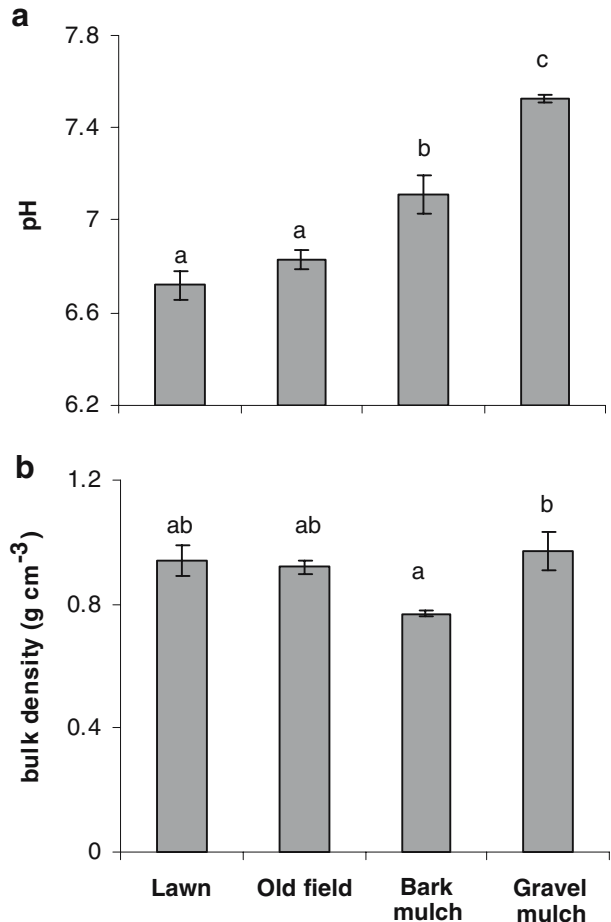 a
7.8
c
7.4
b
pH
7
a
a
6.6
6.2
b
1.2
b
ab
ab
a
0.8
bulk density (g cm⁻³)
0.4
0
Lawn Old field Bark mulch Gravel mulch